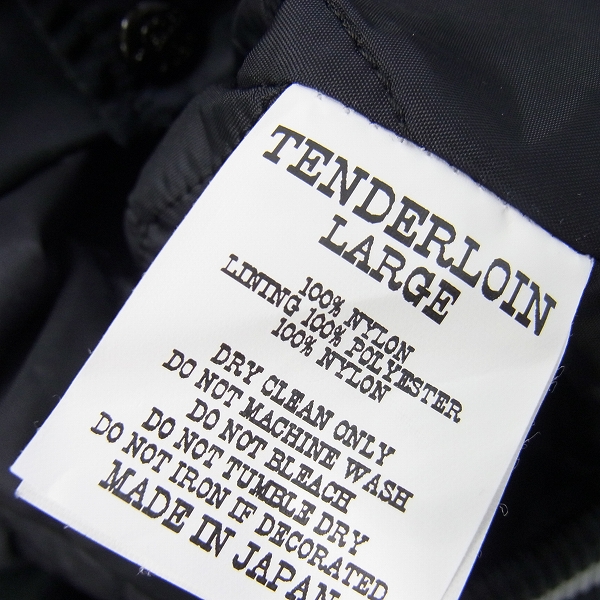 TENDERLOIN
LARGE
100% NYLON
LINING 100% POLYESTER
100% NYLON
DRY CLEAN ONLY
DO NOT MACHINE WASH
DO NOT BLEACH
DO NOT TUMBLE DRY
DO NOT IRON IF DECORATED
MADE IN JAPAN